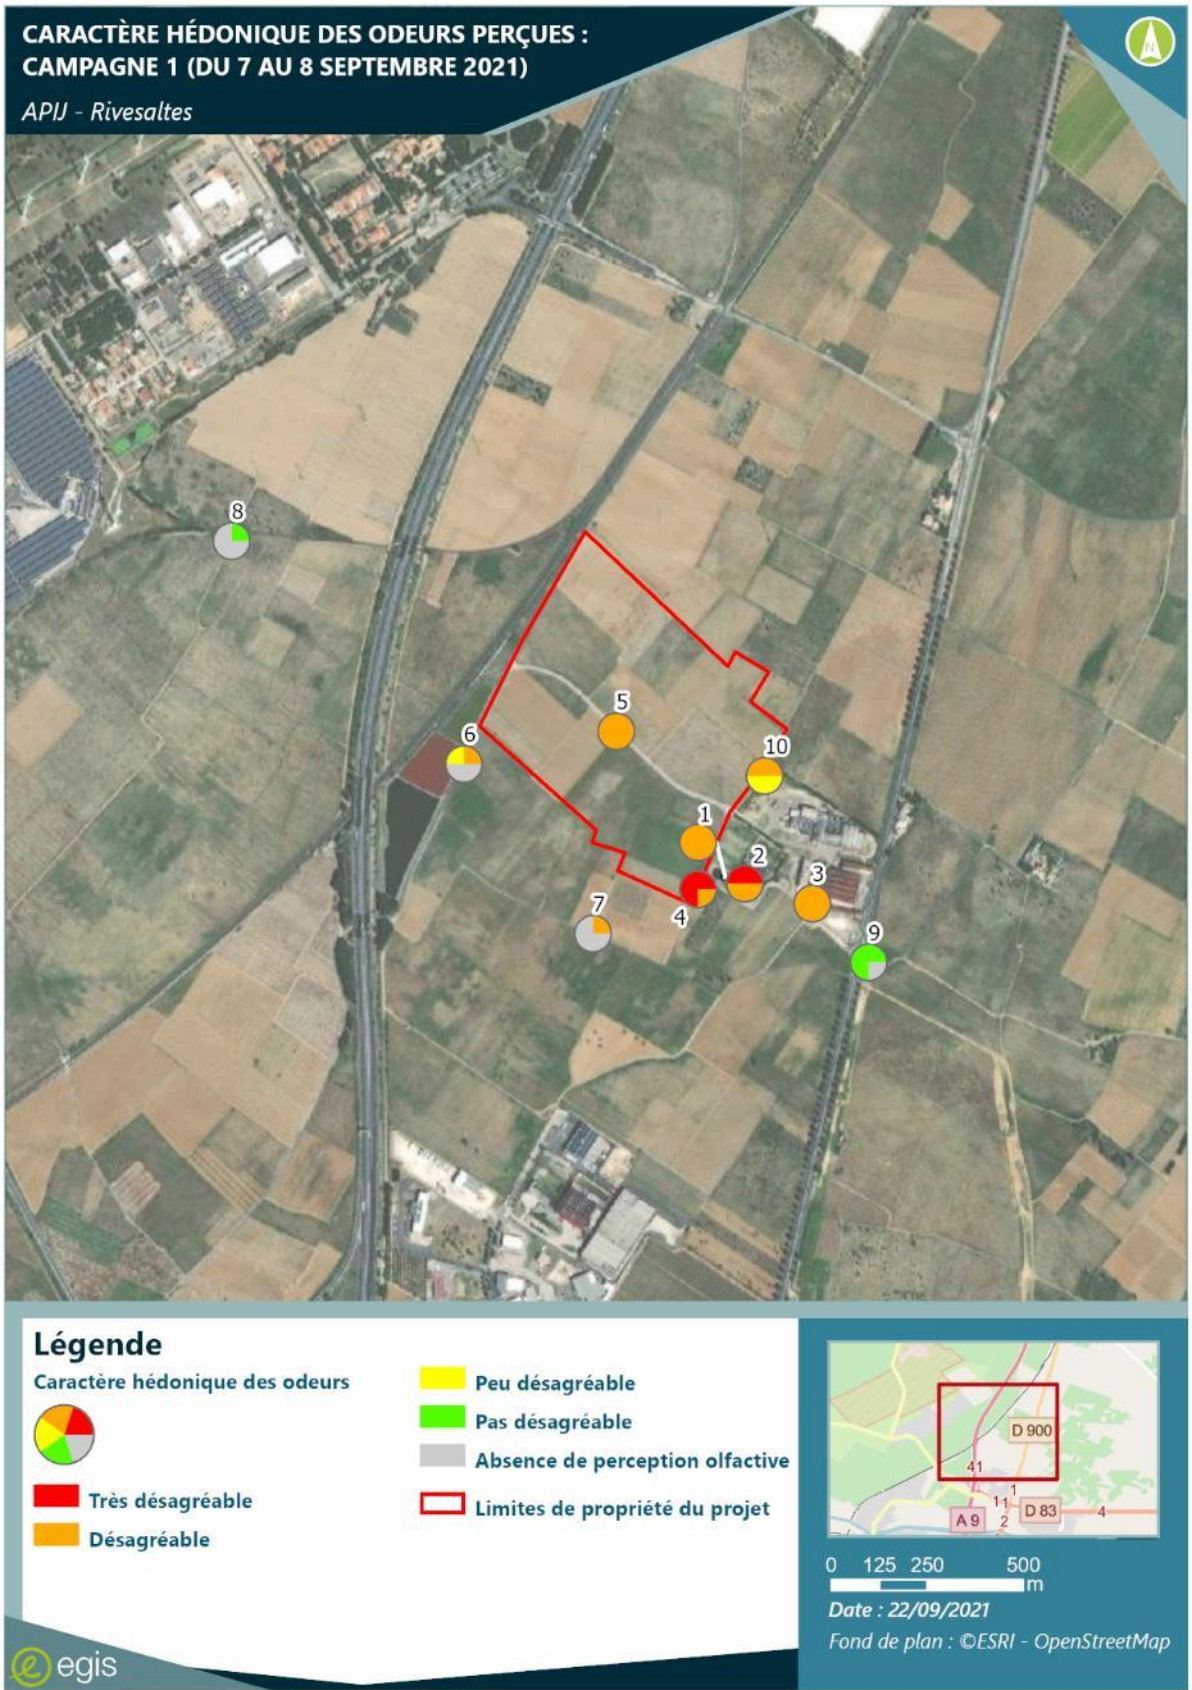 CARACTÈRE HÉDONIQUE DES ODEURS PERÇUES :
CAMPAGNE 1 (DU 7 AU 8 SEPTEMBRE 2021)
APIJ - Rivesaltes
N
8
5
6
10
1
2
3
4
7
9
Légende
Caractère hédonique des odeurs
Très désagréable
Désagréable
Peu désagréable
Pas désagréable
Absence de perception olfactive
Limites de propriété du projet
D 900
41
1
11
D 83
4
A 9
2
0 125 250 500
m
Date : 22/09/2021
Fond de plan : ©ESRI - OpenStreetMap
egis